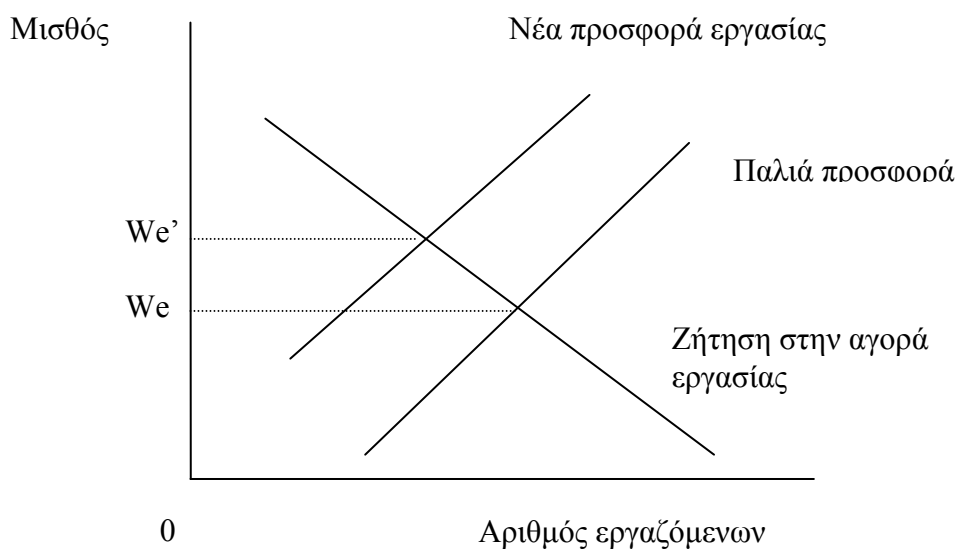 Μισθός
Νέα προσφορά εργασίας
Παλιά προσφορά
We’
We
Ζήτηση στην αγορά
εργασίας
0
Αριθμός εργαζόμενων